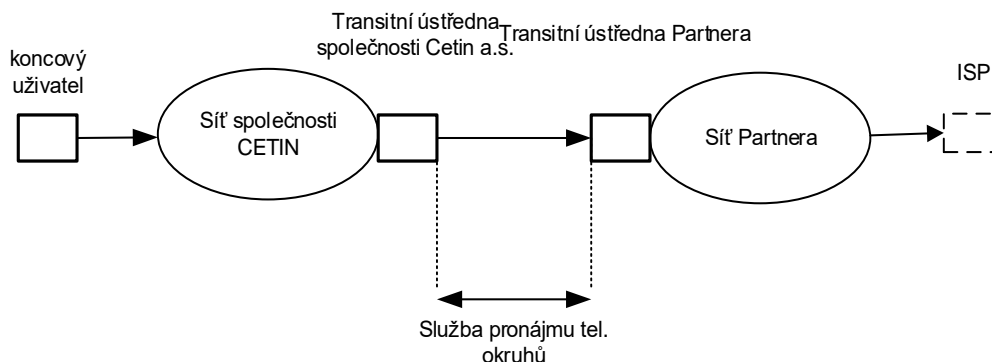 koncový
uživatel
Síť společnosti
CETIN
Transitní ústředna
společnosti Cetin a.s.
Transitní ústředna Partnera
Síť Partnera
ISP
Služba pronájmu tel.
okruhů